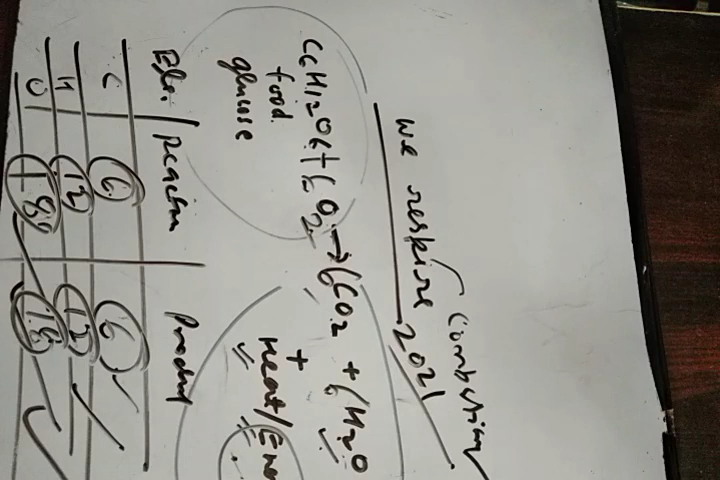 Combustion
we respire 2021
C6H12O6 + 6O2 → 6CO2 + 6H2O
food + Heat/Ene
glucose
Ele. Reactan Product
C 6 6
H 12 12
O 18 18